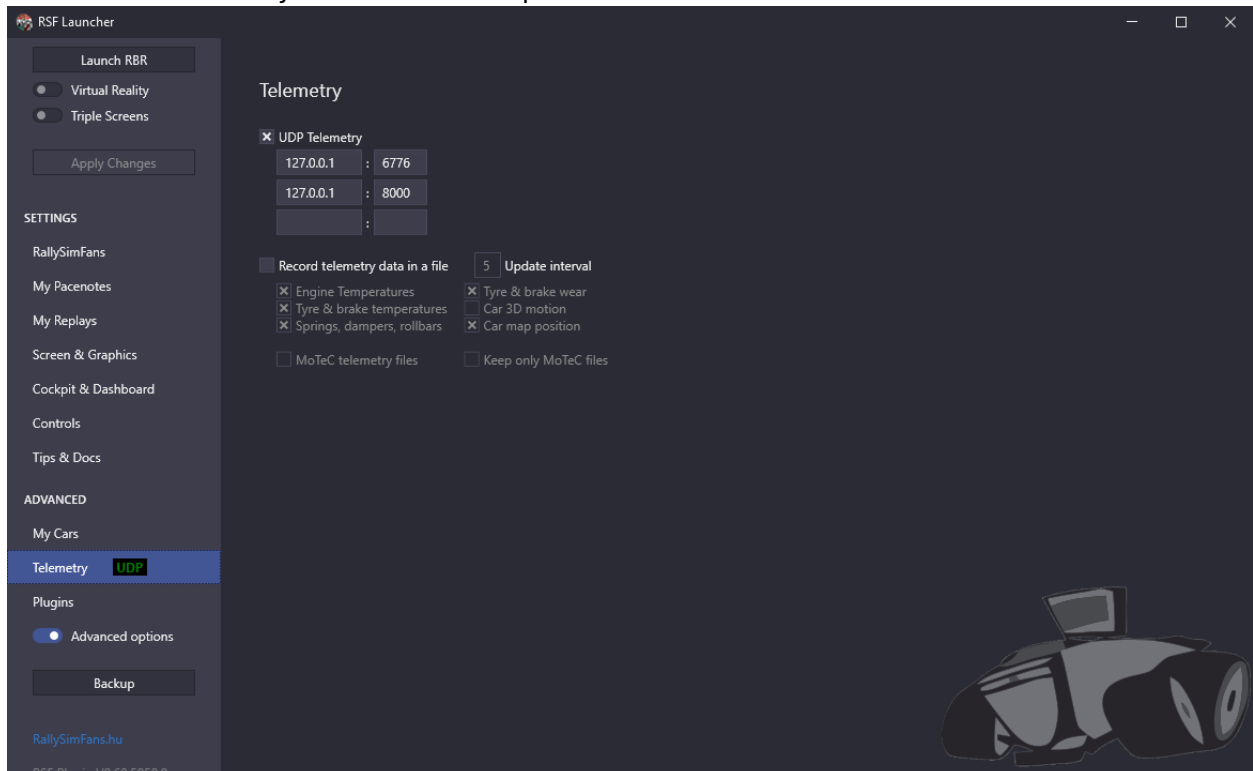 RSF Launcher
Launch RBR
Virtual Reality
Triple Screens
Apply Changes
SETTINGS
RallySimFans
My Pacenotes
My Replays
Screen & Graphics
Cockpit & Dashboard
Controls
Tips & Docs
ADVANCED
My Cars
Telemetry UDP
Plugins
Advanced options
Backup
RallySimFans.hu
Telemetry
UDP Telemetry
127.0.0.1 : 6776
127.0.0.1 : 8000
:
Record telemetry data in a file 5 Update interval
Engine Temperatures Tyre & brake wear
Tyre & brake temperatures Car 3D motion
Springs, dampers, rollbars Car map position
MoTeC telemetry files Keep only MoTeC files